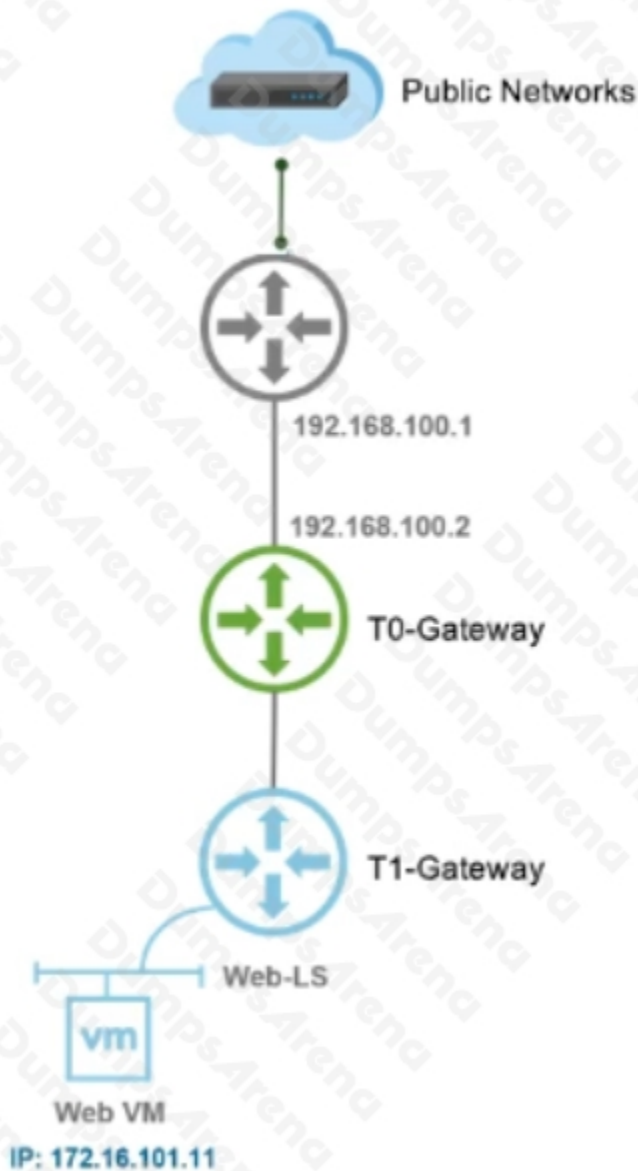 Public Networks
192.168.100.1
192.168.100.2
T0-Gateway
T1-Gateway
Web-LS
vm
Web VM
IP: 172.16.101.11
DumpsArena